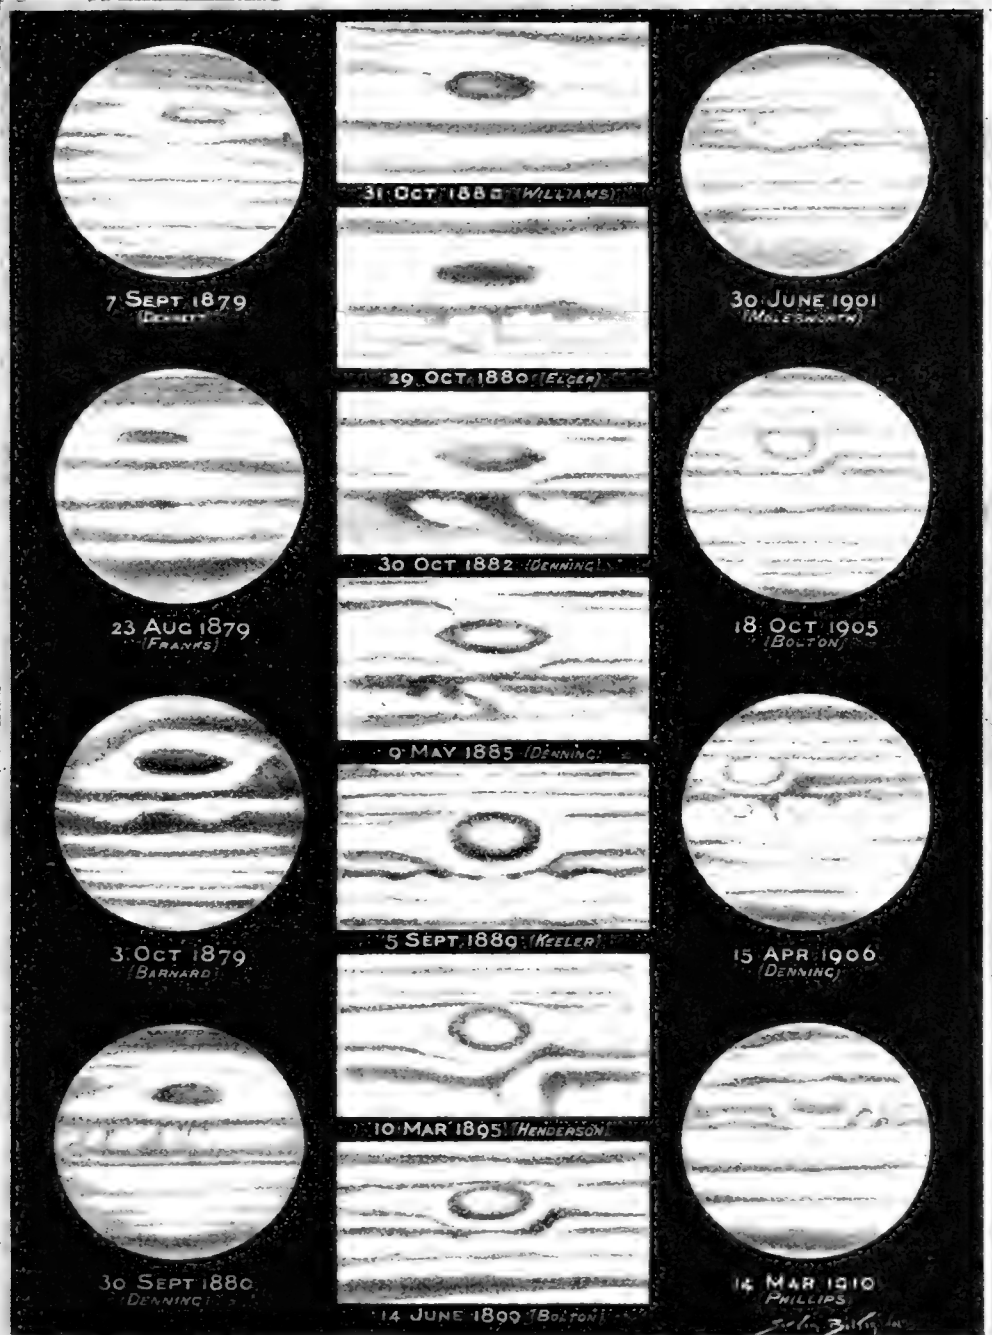 7 SEPT 1879
23 AUG 1879
(FRANKS)
3 OCT 1879
(BARNARD)
30 SEPT 1880
(DENNING)
31 OCT 1880 (WILLIAMS)
29 OCT 1880 (ELGER)
30 OCT 1882 (DENNING)
9 MAY 1885 (DENNING)
5 SEPT 1889 (KEELER)
10 MAR 1895 (HENDERSON)
14 JUNE 1899 (BOLTON)
30 JUNE 1901
(MOLESWORTH)
18 OCT 1905
(BOLTON)
15 APR 1906
(DENNING)
14 MAR 1910
PHILLIPS